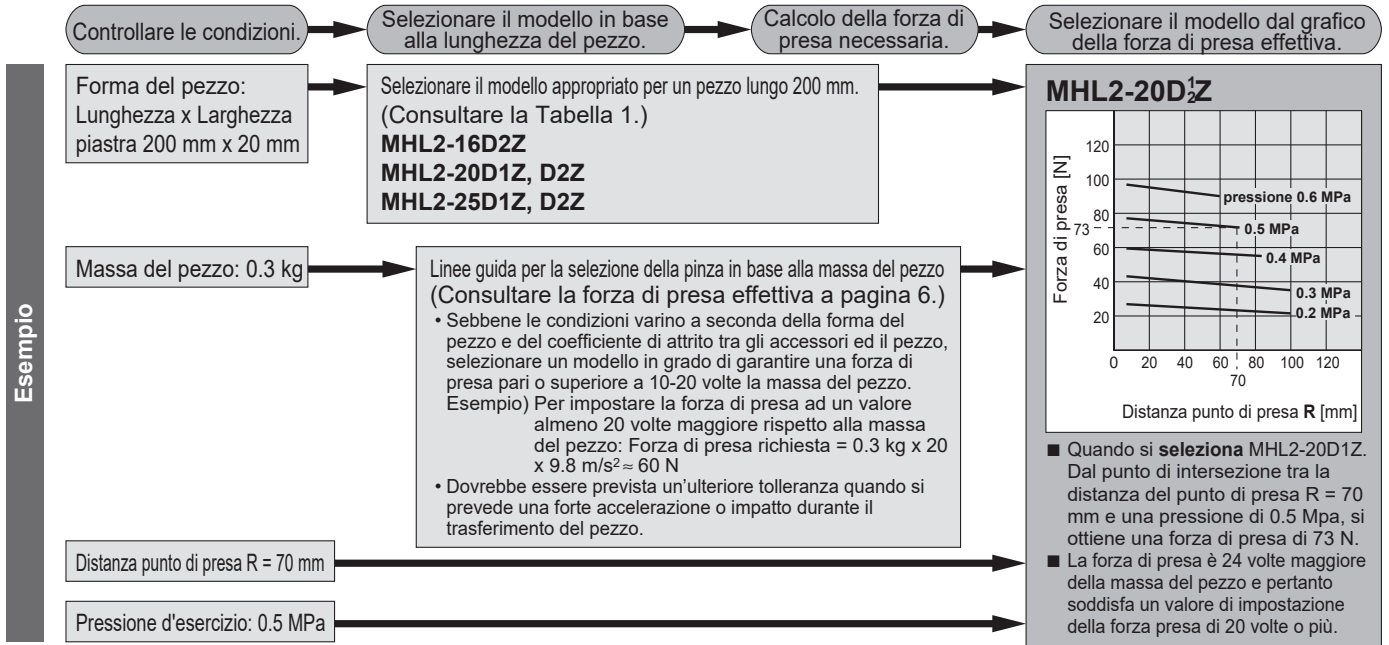 Controllare le condizioni.
Selezionare il modello in base
alla lunghezza del pezzo.
Calcolo della forza di
presa necessaria.
Selezionare il modello dal grafico
della forza di presa effettiva.
Esempio
Forma del pezzo:
Lunghezza x Larghezza
piastra 200 mm x 20 mm
Selezionare il modello appropriato per un pezzo lungo 200 mm.
(Consultare la Tabella 1.)
MHL2-16D2Z
MHL2-20D1Z, D2Z
MHL2-25D1Z, D2Z
Massa del pezzo: 0.3 kg
Linee guida per la selezione della pinza in base alla massa del pezzo
(Consultare la forza di presa effettiva a pagina 6.)
• Sebbene le condizioni varino a seconda della forma del
pezzo e del coefficiente di attrito tra gli accessori ed il pezzo,
selezionare un modello in grado di garantire una forza di
presa pari o superiore a 10-20 volte la massa del pezzo.
Esempio) Per impostare la forza di presa ad un valore
almeno 20 volte maggiore rispetto alla massa
del pezzo: Forza di presa richiesta = 0.3 kg x 20
x 9.8 m/s² ≈ 60 N
• Dovrebbe essere prevista un'ulteriore tolleranza quando si
prevede una forte accelerazione o impatto durante il
trasferimento del pezzo.
Distanza punto di presa R = 70 mm
Pressione d'esercizio: 0.5 MPa
MHL2-20D½Z
Forza di presa [N]
120
100
80
73
60
40
20
pressione 0.6 MPa
0.5 MPa
0.4 MPa
0.3 MPa
0.2 MPa
0 20 40 60 80 100 120
70
Distanza punto di presa R [mm]
■ Quando si seleziona MHL2-20D1Z.
Dal punto di intersezione tra la
distanza del punto di presa R = 70
mm e una pressione di 0.5 Mpa, si
ottiene una forza di presa di 73 N.
■ La forza di presa è 24 volte maggiore
della massa del pezzo e pertanto
soddisfa un valore di impostazione
della forza presa di 20 volte o più.